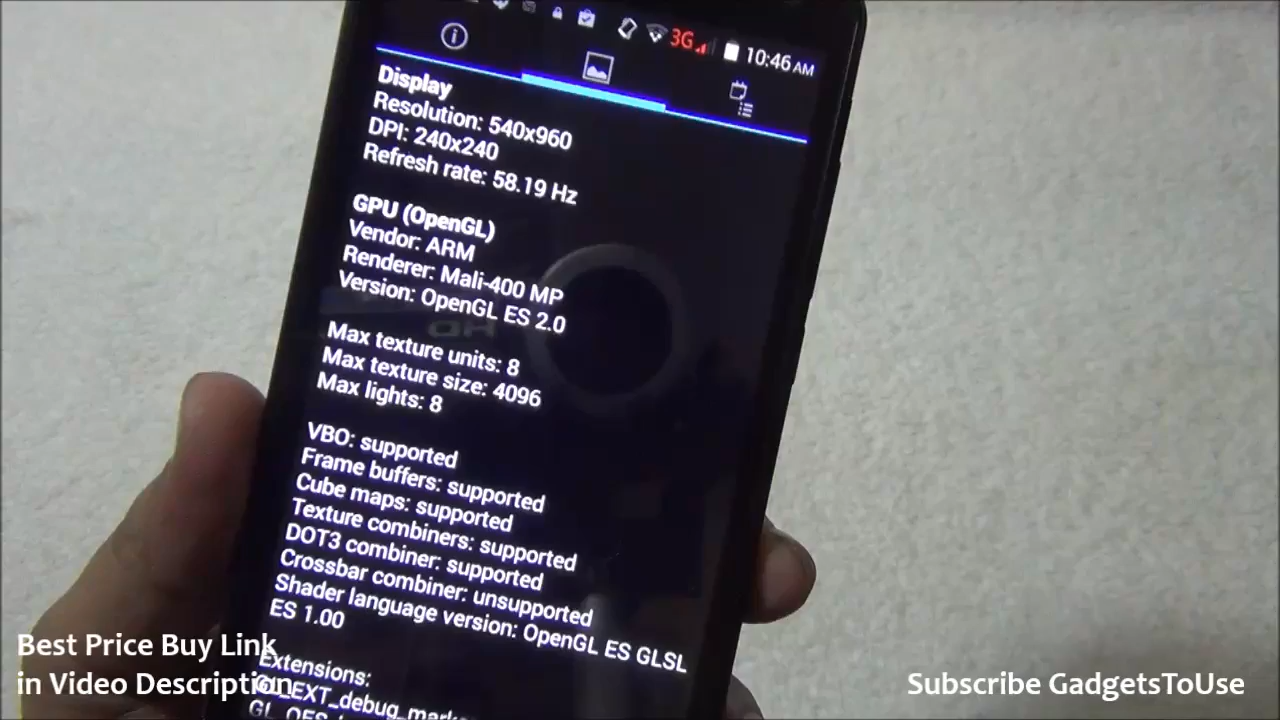 3G 10:46 AM
Display
Resolution: 540x960
DPI: 240x240
Refresh rate: 58.19 Hz
GPU (OpenGL)
Vendor: ARM
Renderer: Mali-400 MP
Version: OpenGL ES 2.0
Max texture units: 8
Max texture size: 4096
Max lights: 8
VBO: supported
Frame buffers: supported
Cube maps: supported
Texture combiners: supported
DOT3 combiner: supported
Crossbar combiner: unsupported
Shader language version: OpenGL ES GLSL
ES 1.00
Extensions:
Best Price Buy Link
in Video Description
Subscribe GadgetsToUse